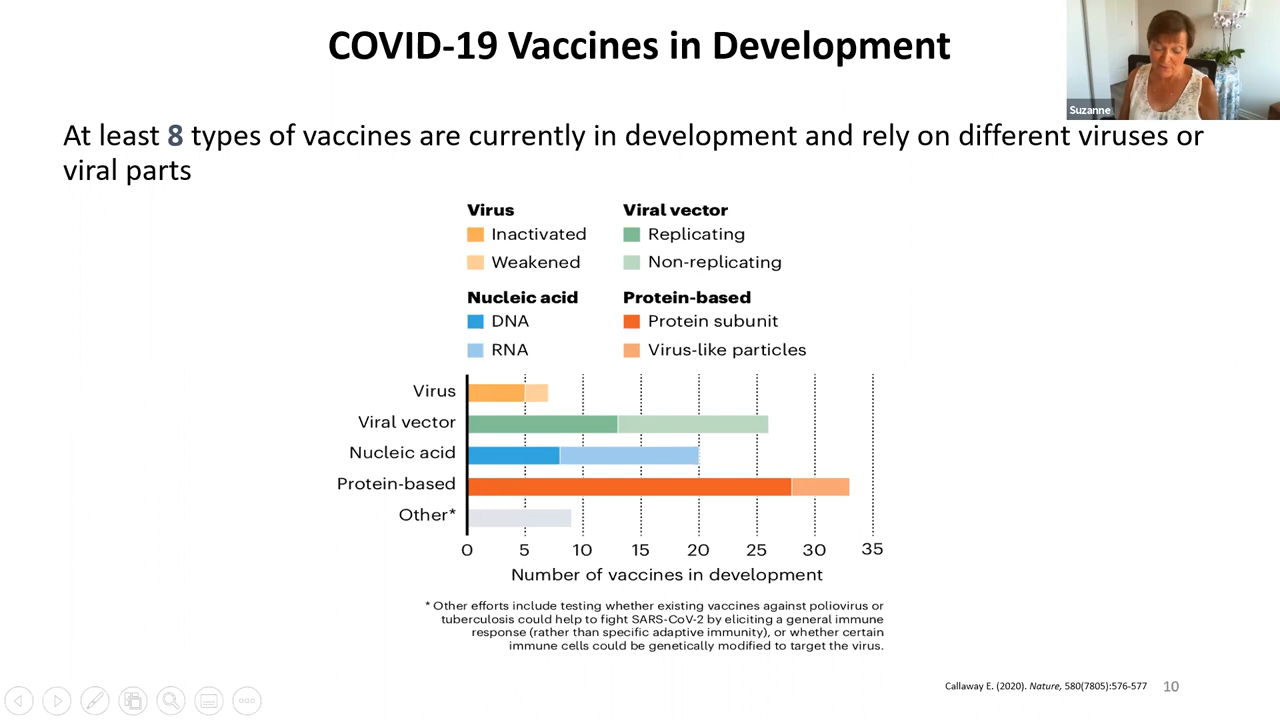 COVID-19 Vaccines in Development
Suzanne
At least 8 types of vaccines are currently in development and rely on different viruses or
viral parts
Virus
Inactivated
Weakened
Viral vector
Replicating
Non-replicating
Nucleic acid
DNA
RNA
Protein-based
Protein subunit
Virus-like particles
Virus
Viral vector
Nucleic acid
Protein-based
Other*
0 5 10 15 20 25 30 35
Number of vaccines in development
* Other efforts include testing whether existing vaccines against poliovirus or
tuberculosis could help to fight SARS-CoV-2 by eliciting a general immune
response (rather than specific adaptive immunity), or whether certain
immune cells could be genetically modified to target the virus.
Callaway E. (2020). Nature, 580(7805):576-577 10